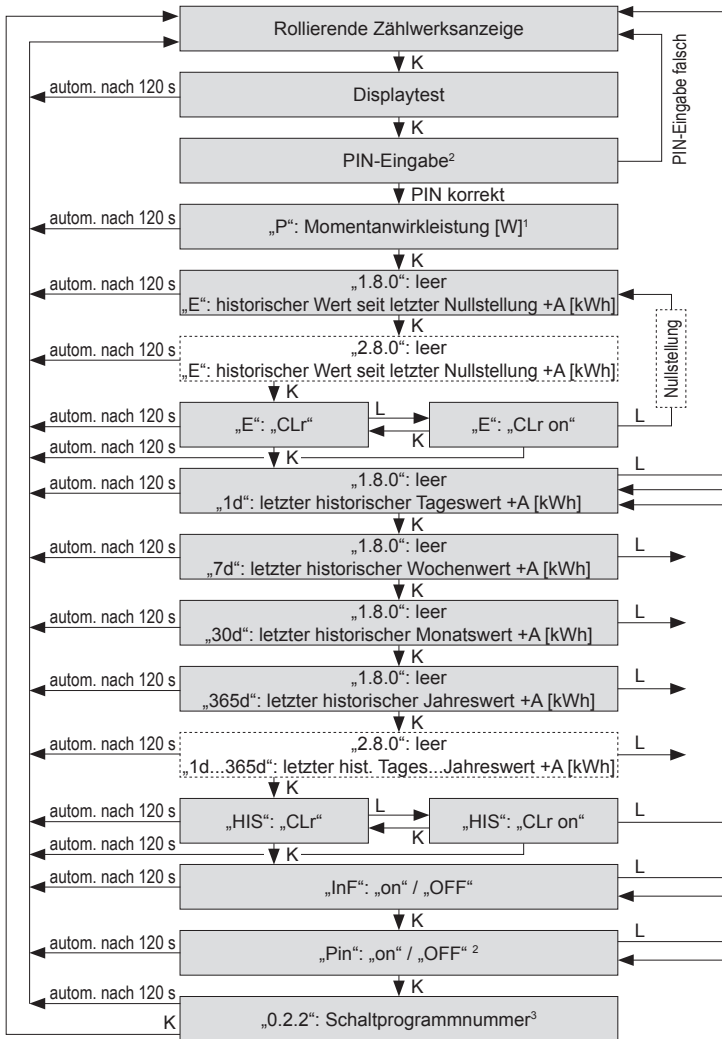 Rollierende Zählwerksanzeige
K
autom. nach 120 s
Displaytest
PIN-Eingabe falsch
K
PIN-Eingabe²
PIN korrekt
autom. nach 120 s
„P“: Momentanwirkleistung [W]¹
K
autom. nach 120 s
„1.8.0“: leer
„E“: historischer Wert seit letzter Nullstellung +A [kWh]
K
Nullstellung
autom. nach 120 s
„2.8.0“: leer
„E“: historischer Wert seit letzter Nullstellung +A [kWh]
K
autom. nach 120 s
„E“: „CLr“
L
K
„E“: „CLr on“
L
autom. nach 120 s
K
autom. nach 120 s
„1.8.0“: leer
„1d“: letzter historischer Tageswert +A [kWh]
L
K
autom. nach 120 s
„1.8.0“: leer
„7d“: letzter historischer Wochenwert +A [kWh]
L
K
autom. nach 120 s
„1.8.0“: leer
„30d“: letzter historischer Monatswert +A [kWh]
L
K
autom. nach 120 s
„1.8.0“: leer
„365d“: letzter historischer Jahreswert +A [kWh]
L
K
autom. nach 120 s
„2.8.0“: leer
„1d...365d“: letzter hist. Tages...Jahreswert +A [kWh]
L
K
autom. nach 120 s
„HIS“: „CLr“
L
K
„HIS“: „CLr on“
L
autom. nach 120 s
K
autom. nach 120 s
„InF“: „on“ / „OFF“
L
K
autom. nach 120 s
„Pin“: „on“ / „OFF“ ²
L
K
autom. nach 120 s
K
„0.2.2“: Schaltprogrammnummer³